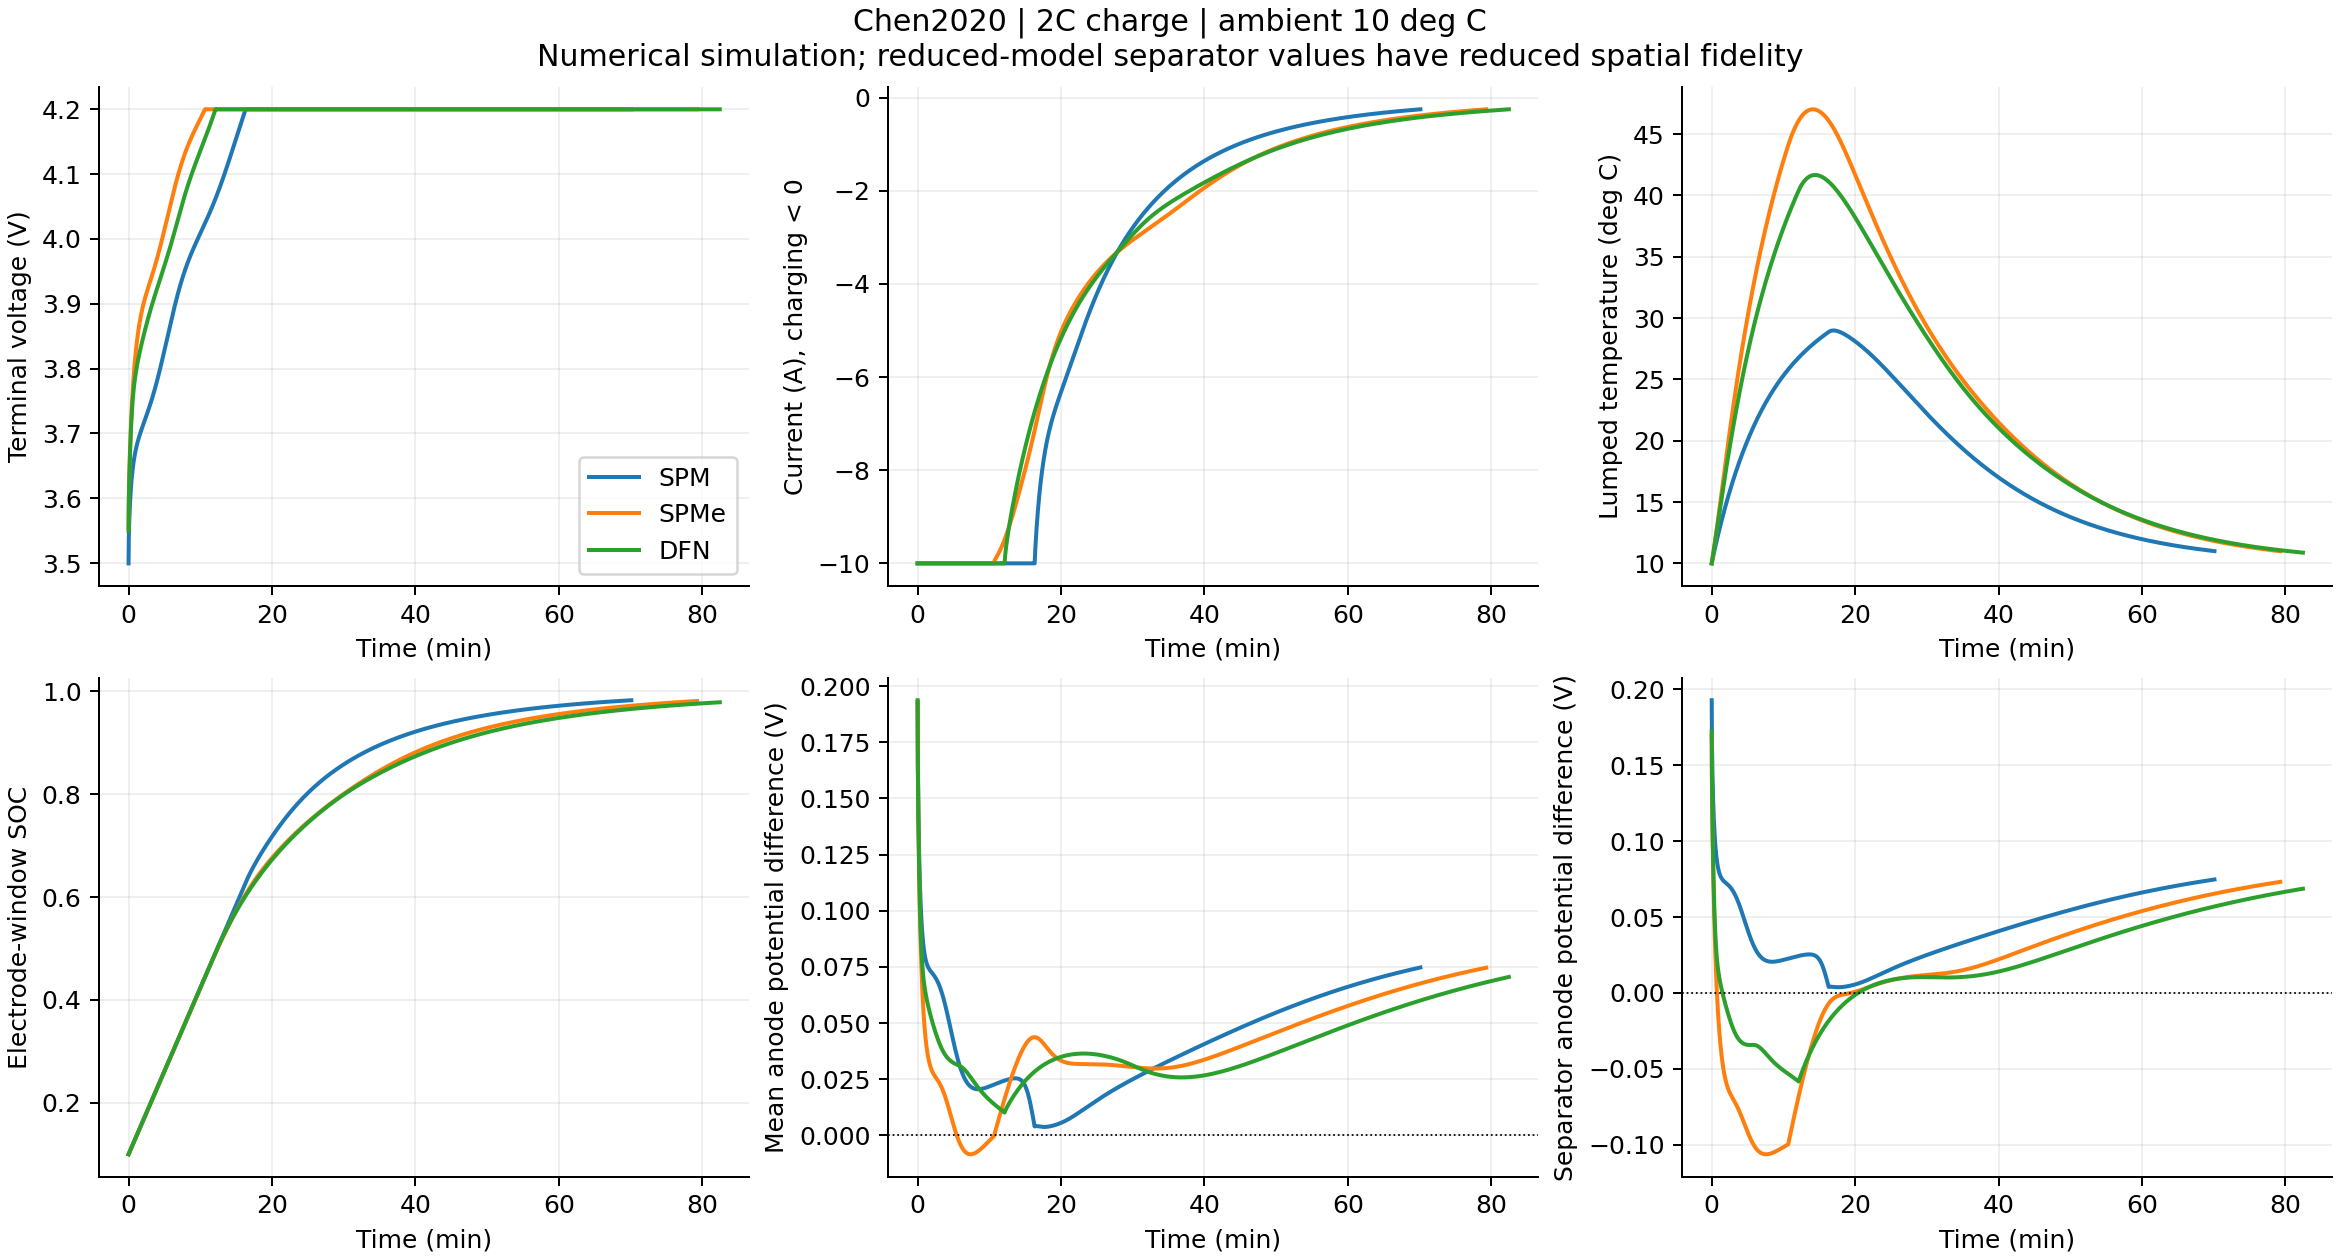 Chen2020 | 2C charge | ambient 10 deg C
Numerical simulation; reduced-model separator values have reduced spatial fidelity
Terminal voltage (V)
4.2
4.1
4.0
3.9
3.8
3.7
3.6
3.5
SPM
SPMe
DFN
0 20 40 60 80
Time (min)
Current (A), charging < 0
0
−2
−4
−6
−8
−10
0 20 40 60 80
Time (min)
Lumped temperature (deg C)
45
40
35
30
25
20
15
10
0 20 40 60 80
Time (min)
Electrode-window SOC
1.0
0.8
0.6
0.4
0.2
0 20 40 60 80
Time (min)
Mean anode potential difference (V)
0.200
0.175
0.150
0.125
0.100
0.075
0.050
0.025
0.000
0 20 40 60 80
Time (min)
Separator anode potential difference (V)
0.20
0.15
0.10
0.05
0.00
−0.05
−0.10
0 20 40 60 80
Time (min)